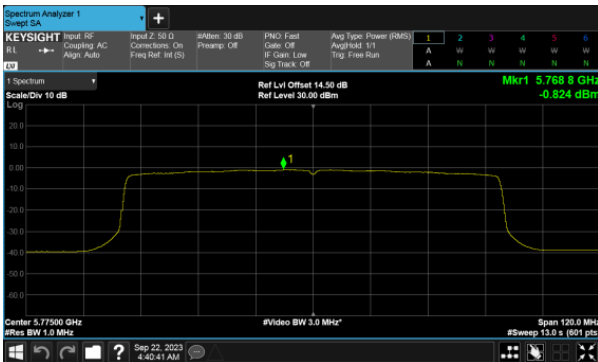 Spectrum Analyzer 1
Swept SA
+
KEYSIGHT Input: RF Input Z: 50 Ω #Atten: 30 dB PNO: Fast Avg Type: Power (RMS) 1 2 3 4 5 6
RL Coupling: AC Corrections: On Preamp: Off Gate: Off Avg|Hold: 1/1 A W W W W W
Align: Auto Freq Ref: Int (S) IF Gain: Low Trig: Free Run
LXI Sig Track: Off A N N N N N
1 Spectrum Ref Lvl Offset 14.50 dB Mkr1 5.768 8 GHz
Scale/Div 10 dB Ref Level 30.00 dBm -0.824 dBm
Log
20.0
10.0
0.00
1
-10.0
-20.0
-30.0
-40.0
-50.0
-60.0
Center 5.77500 GHz #Video BW 3.0 MHz* Span 120.0 MHz
#Res BW 1.0 MHz #Sweep 13.0 s (601 pts)
? Sep 22, 2023
4:40:41 AM